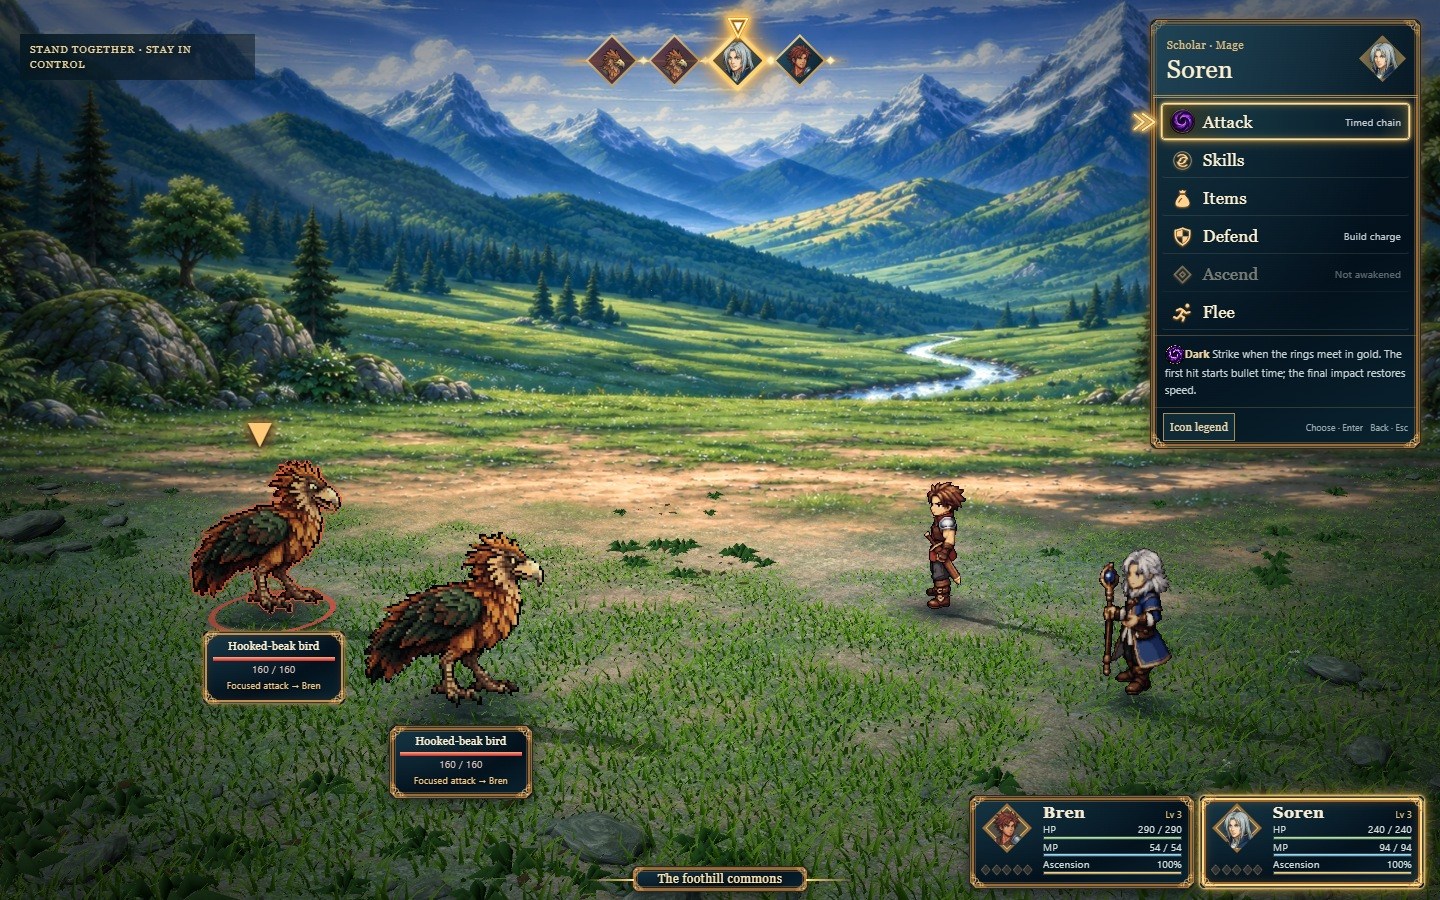 STAND TOGETHER · STAY IN
CONTROL
Scholar · Mage
Soren
Attack Timed chain
Skills
Items
Defend Build charge
Ascend Not awakened
Flee
Dark Strike when the rings meet in gold. The
first hit starts bullet time; the final impact restores
speed.
Icon legend Choose · Enter Back · Esc
Hooked-beak bird
160 / 160
Focused attack → Bren
Hooked-beak bird
160 / 160
Focused attack → Bren
Bren Lv 3
HP 290 / 290
MP 54 / 54
Ascension 100%
Soren Lv 3
HP 240 / 240
MP 94 / 94
Ascension 100%
The foothill commons